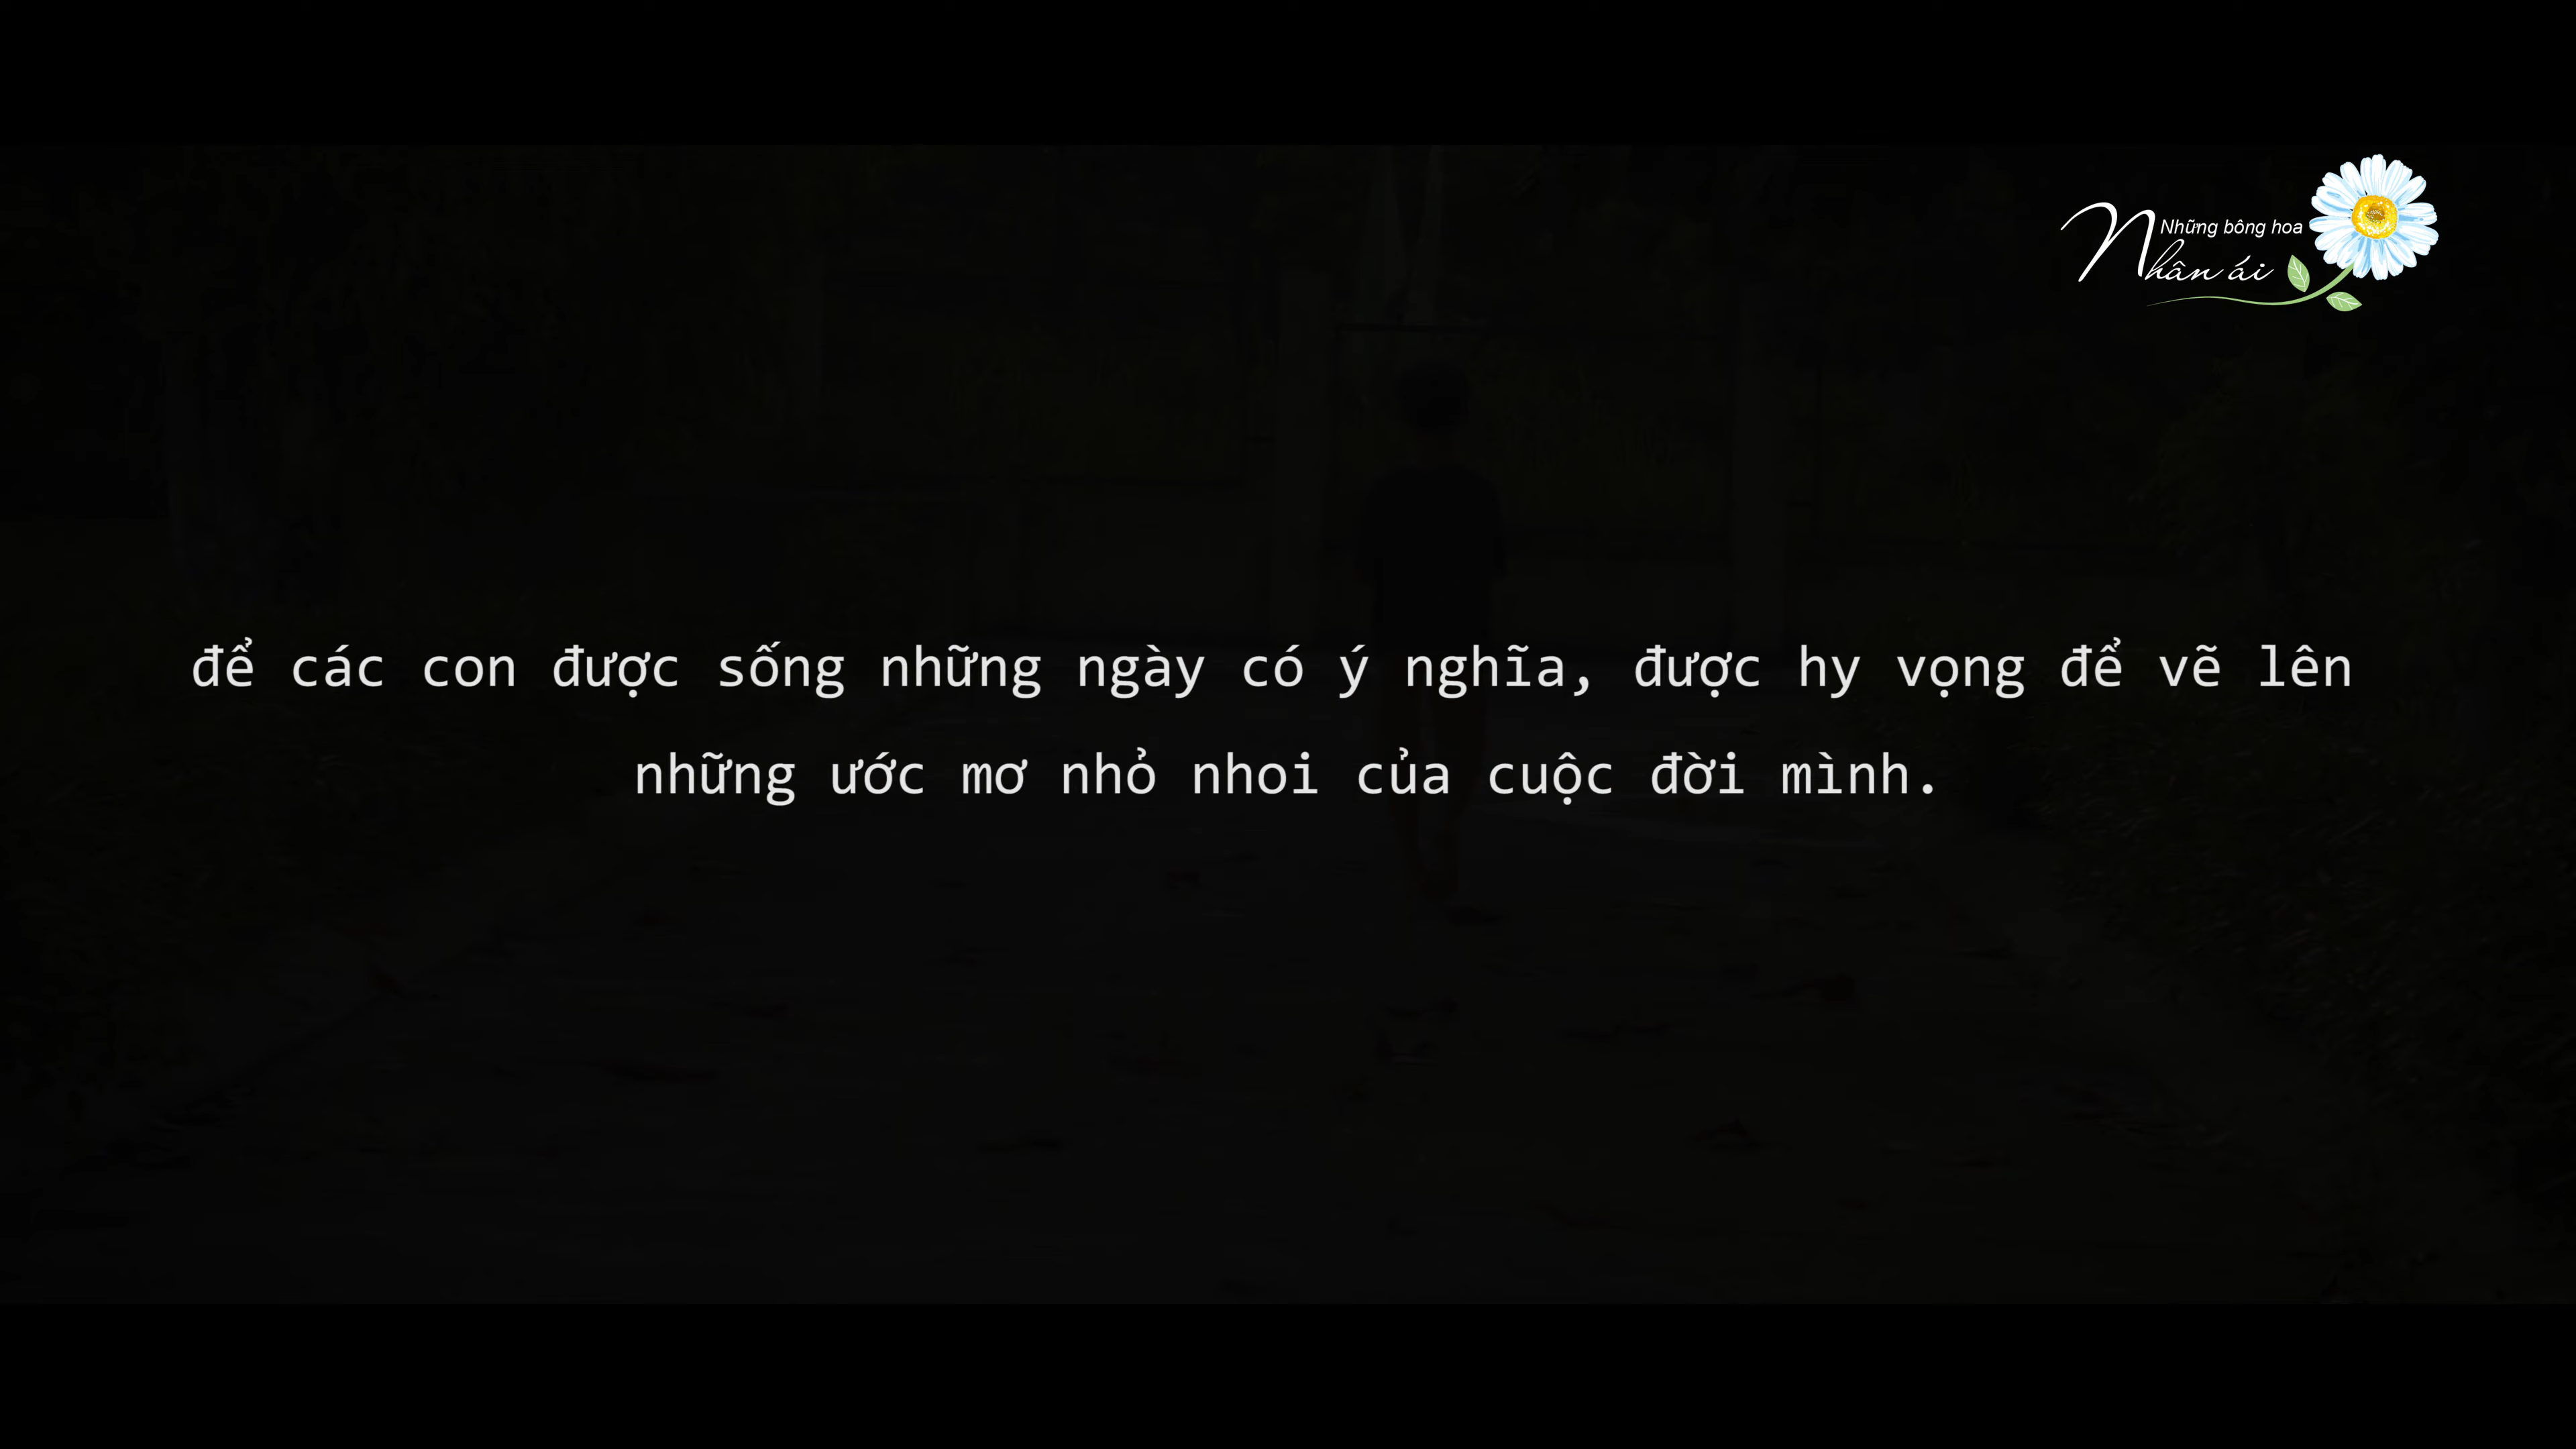 Những bông hoa
Nhân ái
để các con được sống những ngày có ý nghĩa, được hy vọng để vẽ lên
những ước mơ nhỏ nhoi của cuộc đời mình.